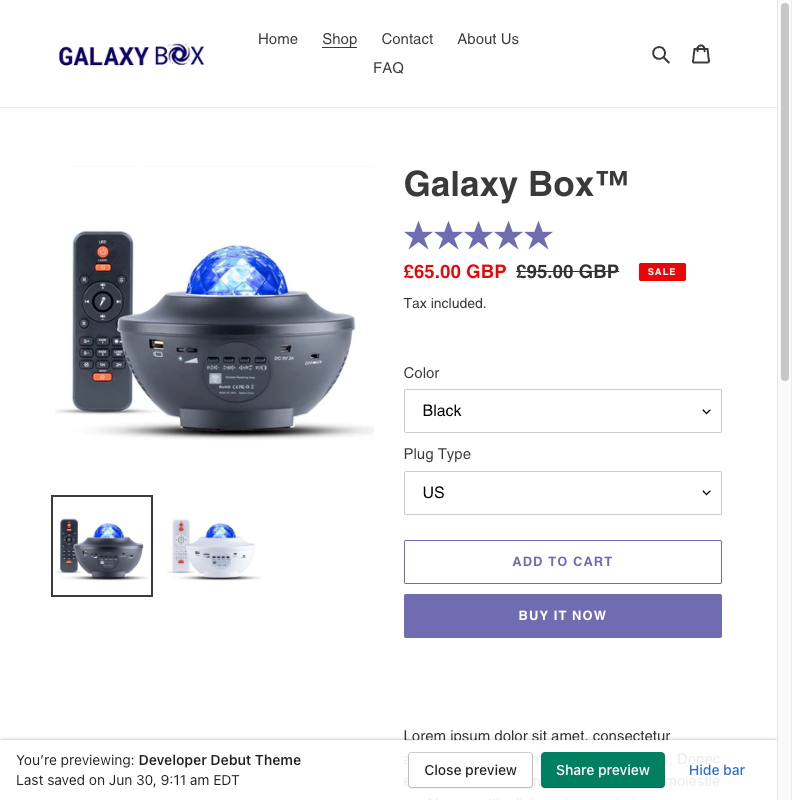 GALAXY BOX
Home Shop Contact About Us
FAQ
Galaxy Box™
£65.00 GBP £95.00 GBP SALE
Tax included.
Color
Black
Plug Type
US
ADD TO CART
BUY IT NOW
Lorem ipsum dolor sit amet, consectetur
You're previewing: Developer Debut Theme
Last saved on Jun 30, 9:11 am EDT
Close preview Share preview Hide bar